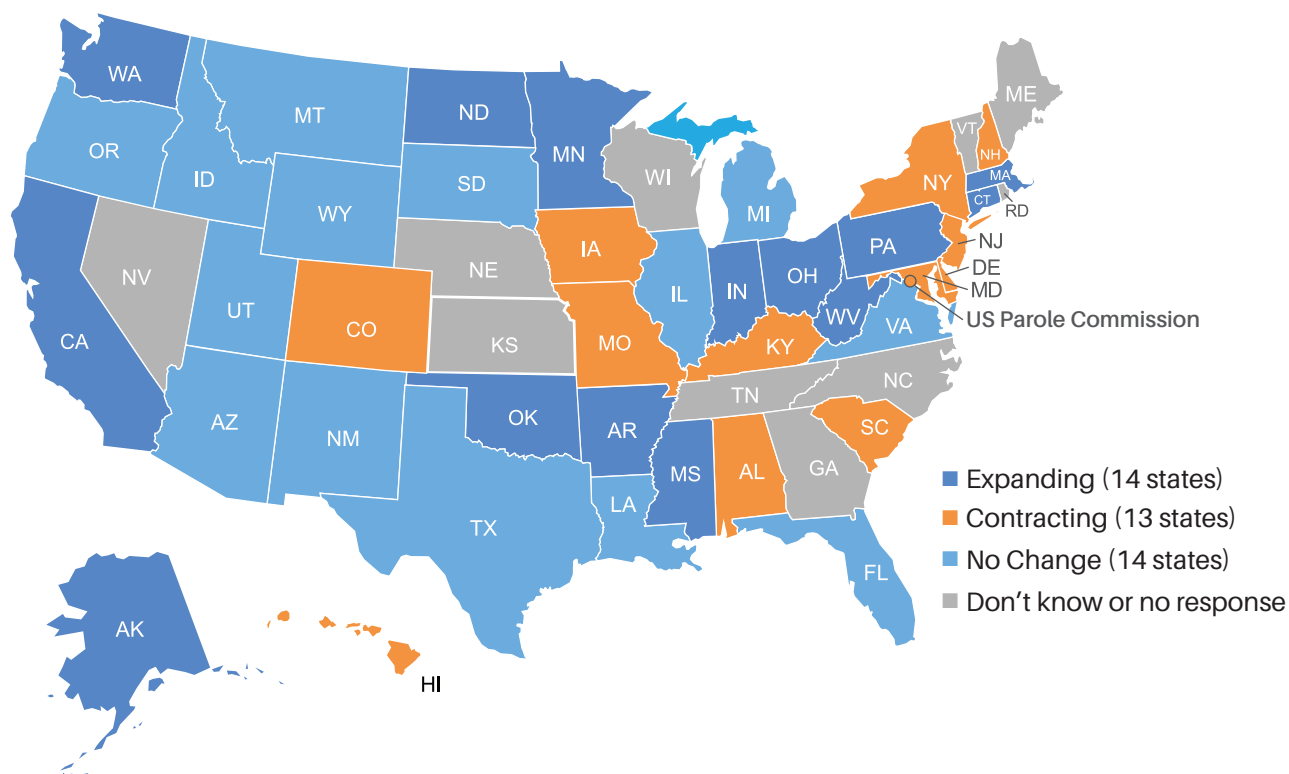 WA
MT
ND
MN
ME
OR
ID
SD
WI
VT
NH
NY
MA
WY
MI
CT
RD
NV
NE
IA
PA
NJ
UT
CO
IL
IN
OH
DE
MD
US Parole Commission
CA
KS
MO
WV
VA
KY
AZ
NM
OK
AR
TN
NC
SC
MS
AL
GA
LA
TX
FL
AK
HI
Expanding (14 states)
Contracting (13 states)
No Change (14 states)
Don't know or no response